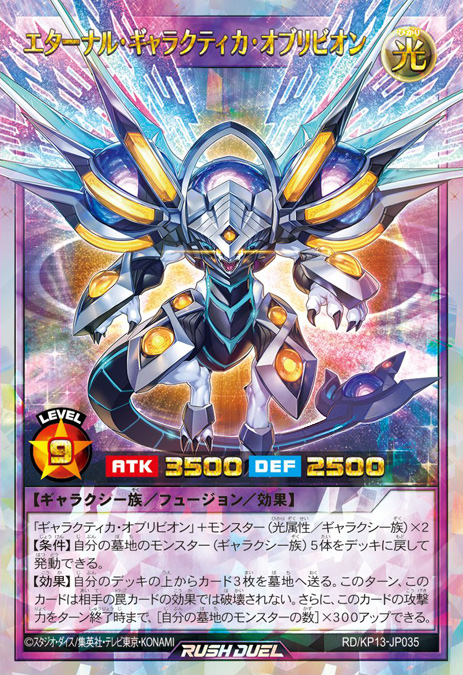 エターナル・ギャラクティカ・オブリビオン
ひかり
光
LEVEL
9
ATK 3500 DEF 2500
【ギャラクシー族／フュージョン／効果】
「ギャラクティカ・オブリビオン」＋モンスター（光属性／ギャラクシー族）×2
【条件】自分の墓地のモンスター（ギャラクシー族）5体をデッキに戻して
発動できる。
【効果】自分のデッキの上からカード3枚を墓地へ送る。このターン、この
カードは相手の罠カードの効果では破壊されない。さらに、このカードの攻撃
力をターン終了時まで、［自分の墓地のモンスターの数］×300アップできる。
©スタジオ・ダイス/集英社・テレビ東京・KONAMI
RUSH DUEL
RD/KP13-JP035